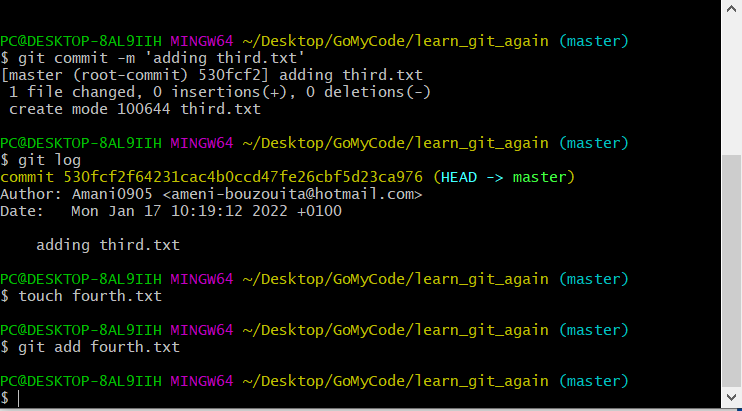 PC@DESKTOP-8AL9IIH MINGW64 ~/Desktop/GoMyCode/learn_git_again (master)
$ git commit -m 'adding third.txt'
[master (root-commit) 530fcf2] adding third.txt
 1 file changed, 0 insertions(+), 0 deletions(-)
 create mode 100644 third.txt
PC@DESKTOP-8AL9IIH MINGW64 ~/Desktop/GoMyCode/learn_git_again (master)
$ git log
commit 530fcf2f64231cac4b0ccd47fe26cbf5d23ca976 (HEAD -> master)
Author: Amani0905 <ameni-bouzouita@hotmail.com>
Date:   Mon Jan 17 10:19:12 2022 +0100
    adding third.txt
PC@DESKTOP-8AL9IIH MINGW64 ~/Desktop/GoMyCode/learn_git_again (master)
$ touch fourth.txt
PC@DESKTOP-8AL9IIH MINGW64 ~/Desktop/GoMyCode/learn_git_again (master)
$ git add fourth.txt
PC@DESKTOP-8AL9IIH MINGW64 ~/Desktop/GoMyCode/learn_git_again (master)
$